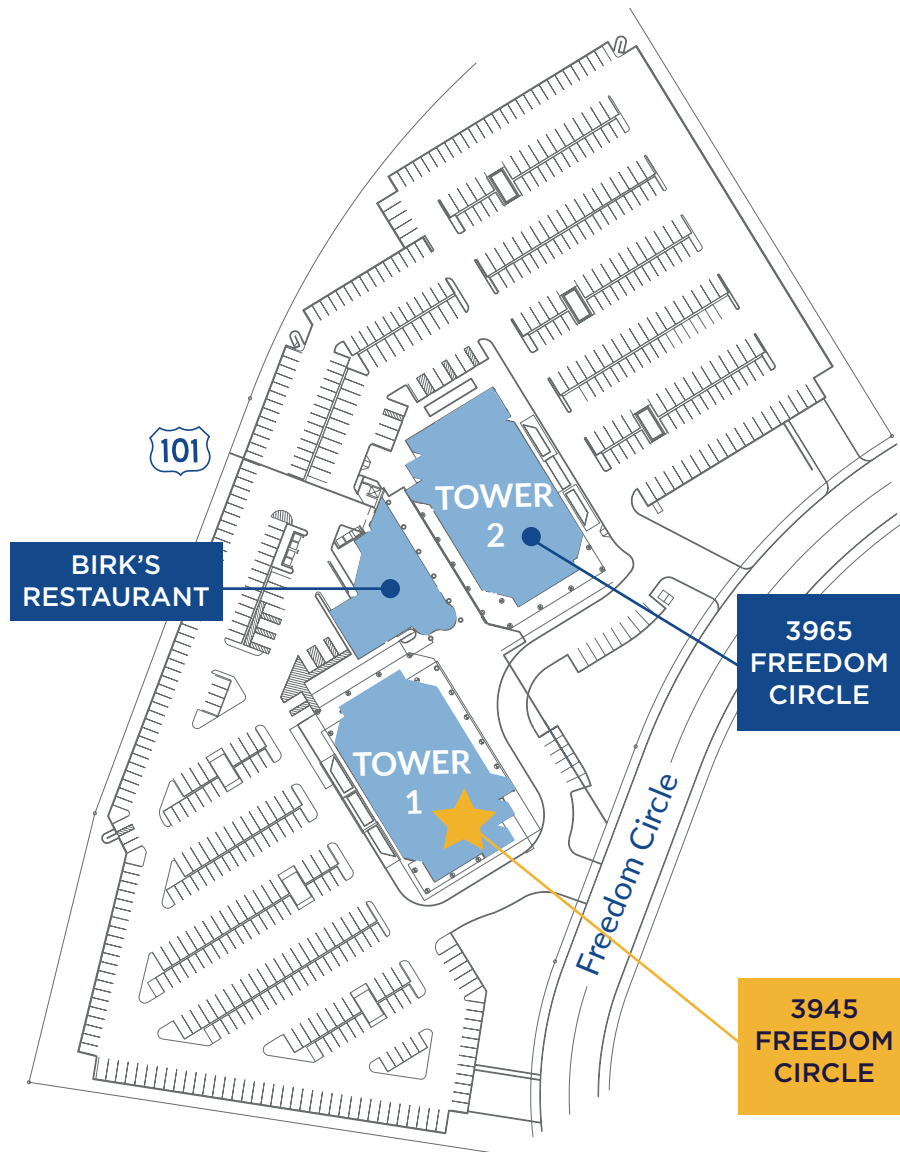 101
TOWER
2
BIRK'S
RESTAURANT
3965
FREEDOM
CIRCLE
TOWER
1
Freedom Circle
3945
FREEDOM
CIRCLE